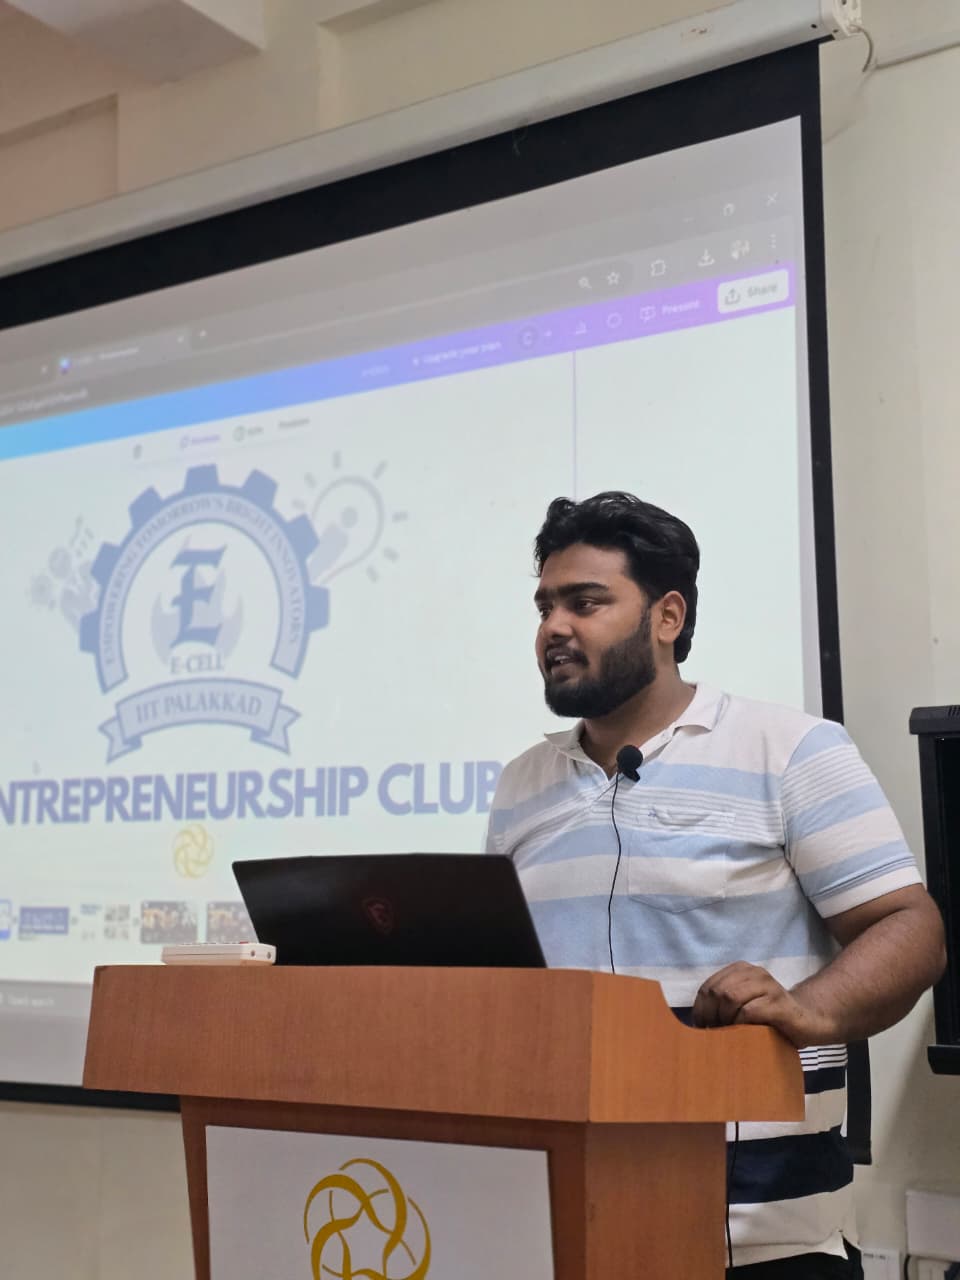 Share
Present
Upgrade your plan
EMPOWERING TOMORROW'S BRIGHT INNOVATORS
E
E-CELL
IIT PALAKKAD
NTREPRENEURSHIP CLUB